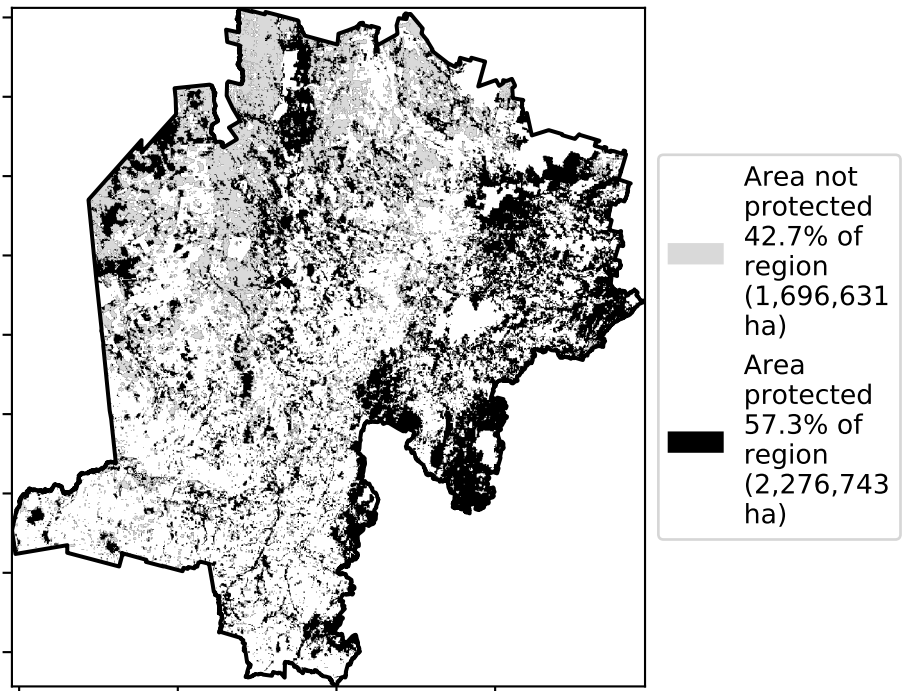 Area not
protected
42.7% of
region
(1,696,631
ha)
Area
protected
57.3% of
region
(2,276,743
ha)